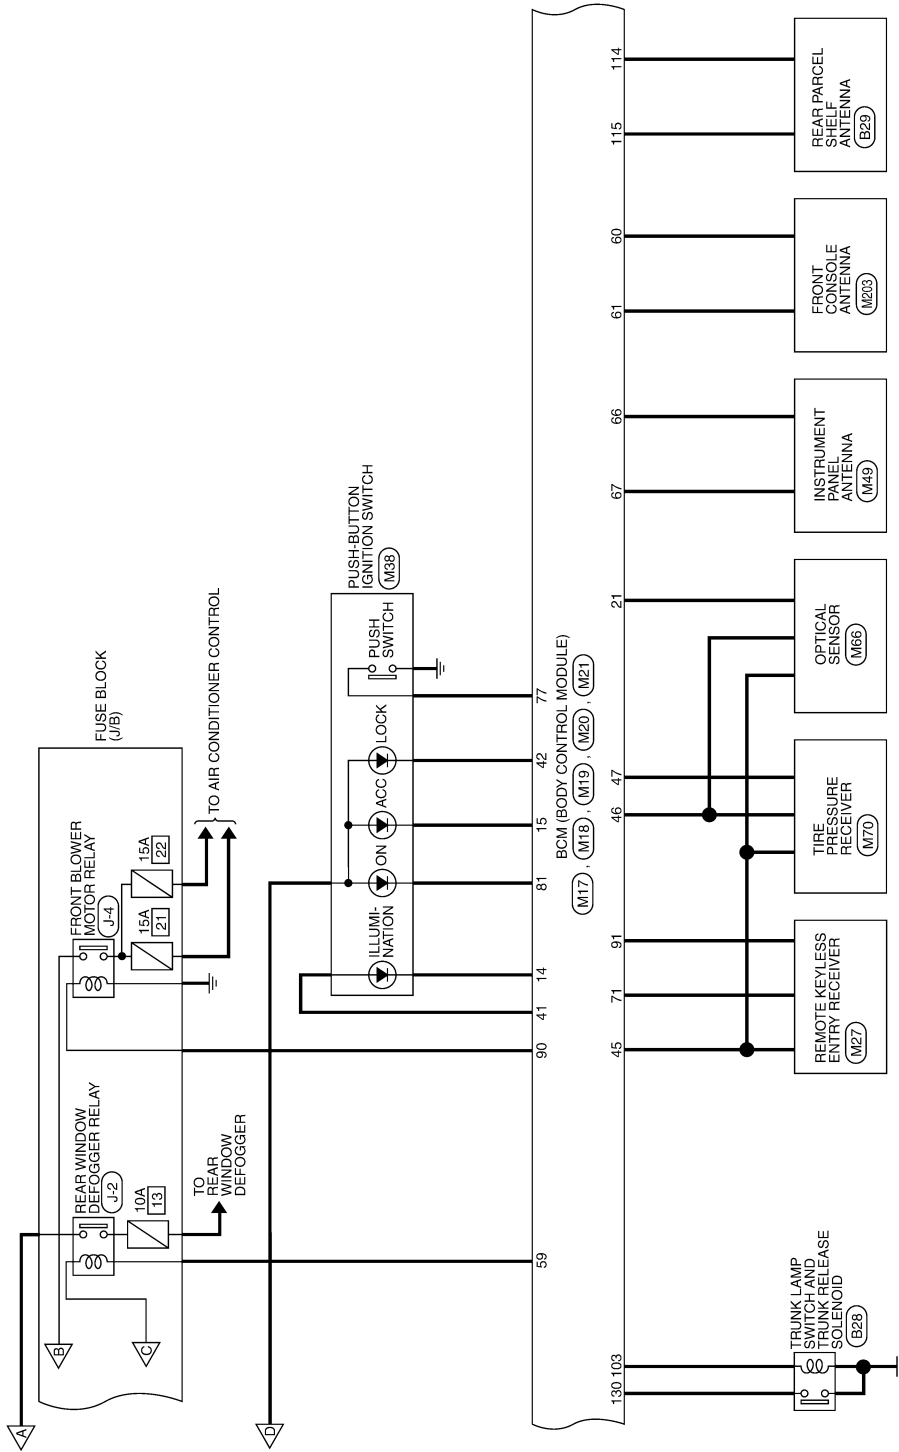 A
B
C
D
FUSE BLOCK
(J/B)
REAR WINDOW
DEFOGGER RELAY
J-2
10A
13
TO
REAR
WINDOW
DEFOGGER
FRONT BLOWER
MOTOR RELAY
J-4
15A
21
15A
22
TO AIR CONDITIONER CONTROL
PUSH-BUTTON
IGNITION SWITCH
M38
ILLUMI-
NATION
ON
ACC
LOCK
PUSH
SWITCH
59
90
41
14
81
15
42
77
BCM (BODY CONTROL MODULE)
M17 , M18 , M19 , M20 , M21
130
103
45
71
91
46
47
21
67
66
61
60
115
114
TRUNK LAMP
SWITCH AND
TRUNK RELEASE
SOLENOID
B28
REMOTE KEYLESS
ENTRY RECEIVER
M27
TIRE
PRESSURE
RECEIVER
M70
OPTICAL
SENSOR
M66
INSTRUMENT
PANEL
ANTENNA
M49
FRONT
CONSOLE
ANTENNA
M203
REAR PARCEL
SHELF
ANTENNA
B29